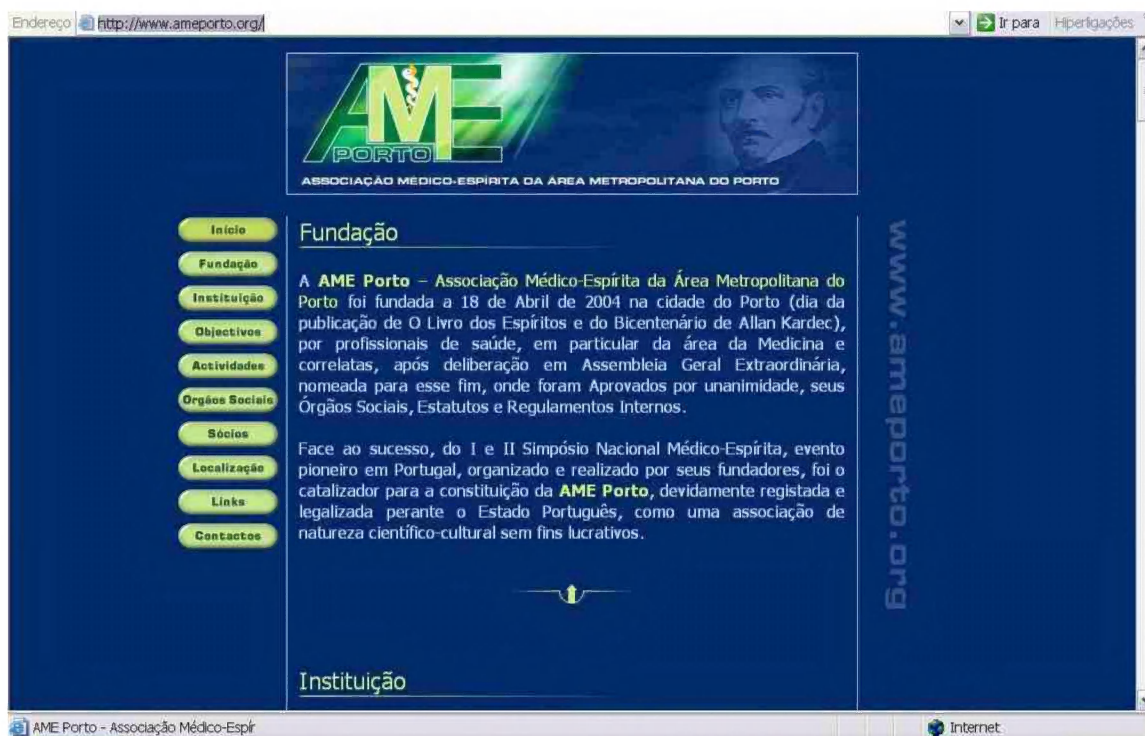 Endereço http://www.ameporto.org/ Ir para Hiperligações
AME
PORTO
ASSOCIAÇÃO MÉDICO-ESPÍRITA DA ÁREA METROPOLITANA DO PORTO
Início
Fundação
Instituição
Objectivos
Actividades
Orgãos Sociais
Sócios
Localização
Links
Contactos
Fundação
A AME Porto – Associação Médico-Espírita da Área Metropolitana do
Porto foi fundada a 18 de Abril de 2004 na cidade do Porto (dia da
publicação de O Livro dos Espíritos e do Bicentenário de Allan Kardec),
por profissionais de saúde, em particular da área da Medicina e
correlatas, após deliberação em Assembleia Geral Extraordinária,
nomeada para esse fim, onde foram Aprovados por unanimidade, seus
Órgãos Sociais, Estatutos e Regulamentos Internos.
Face ao sucesso, do I e II Simpósio Nacional Médico-Espírita, evento
pioneiro em Portugal, organizado e realizado por seus fundadores, foi o
catalizador para a constituição da AME Porto, devidamente registada e
legalizada perante o Estado Português, como uma associação de
natureza científico-cultural sem fins lucrativos.
Instituição
www.ameporto.org
AME Porto - Associação Médico-Espír Internet